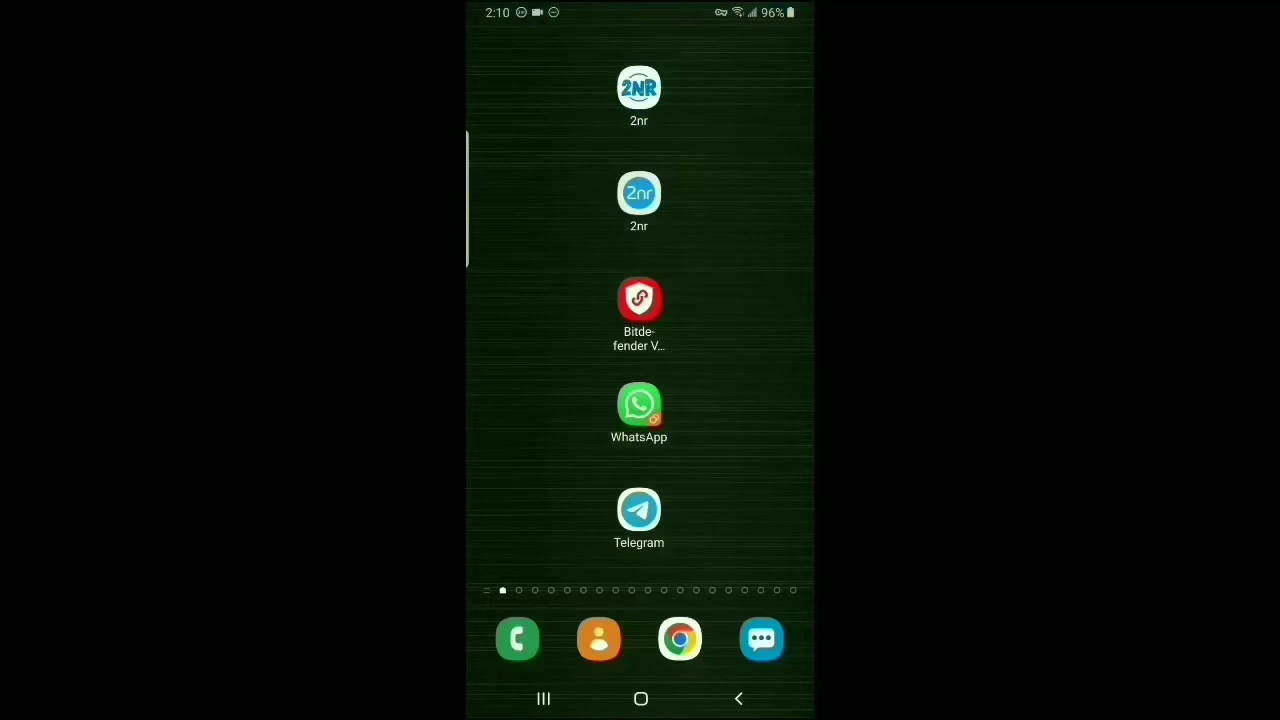 2:10
96%
2NR
2nr
2nr
2nr
Bitde-
fender V...
WhatsApp
Telegram